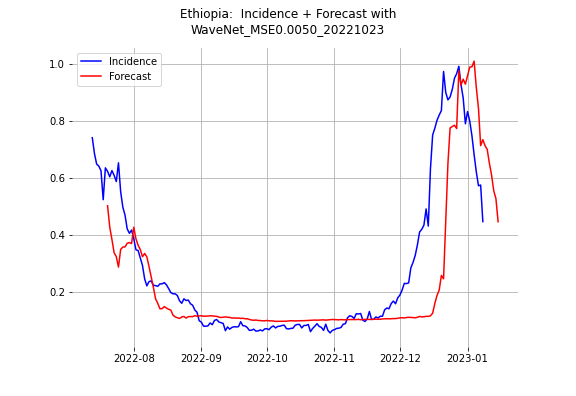 Ethiopia:  Incidence + Forecast with
WaveNet_MSE0.0050_20221023
Incidence
Forecast
1.0
0.8
0.6
0.4
0.2
2022-08
2022-09
2022-10
2022-11
2022-12
2023-01